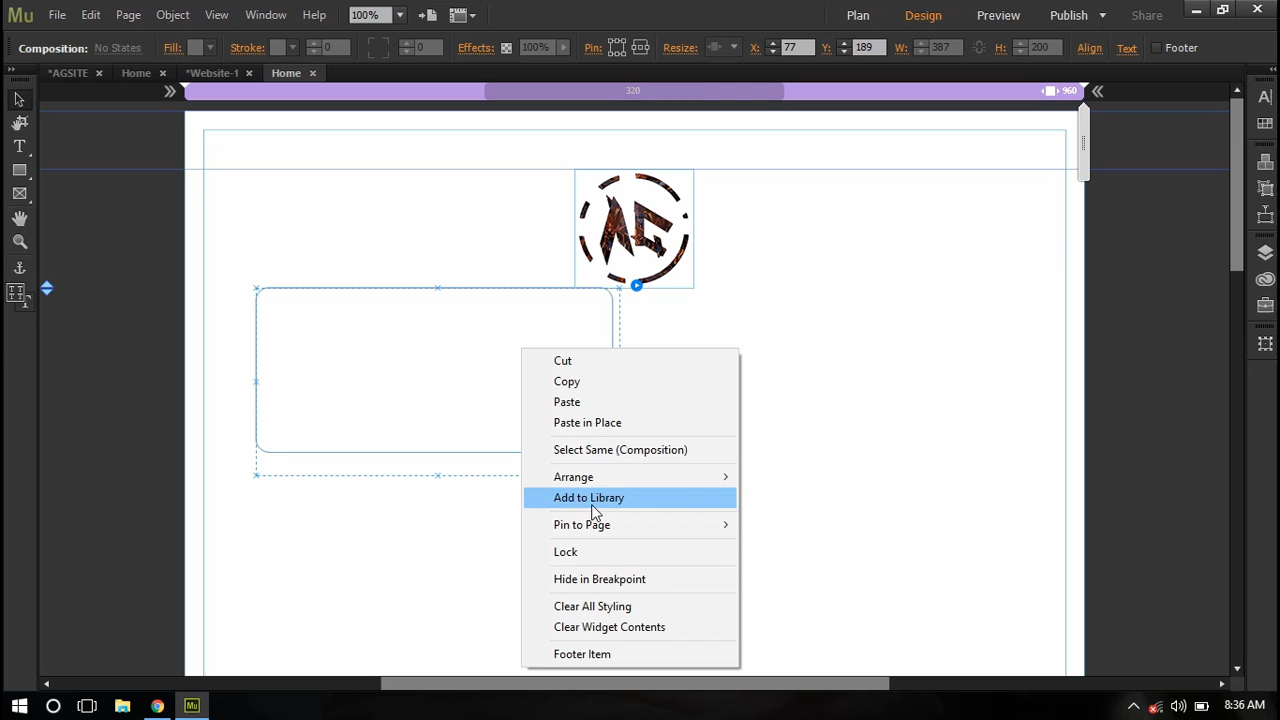 Mu File Edit Page Object View Window Help 100% Plan Design Preview Publish Share
Composition: No States Fill: Stroke: 0 0 Effects: 100% Pin: Resize: X: 77 Y: 189 W: 387 H: 200 Align Text Footer
*AGSITE × Home × *Website-1 × Home ×
320 960
AG
Cut
Copy
Paste
Paste in Place
Select Same (Composition)
Arrange
Add to Library
Pin to Page
Lock
Hide in Breakpoint
Clear All Styling
Clear Widget Contents
Footer Item
Mu 8:36 AM